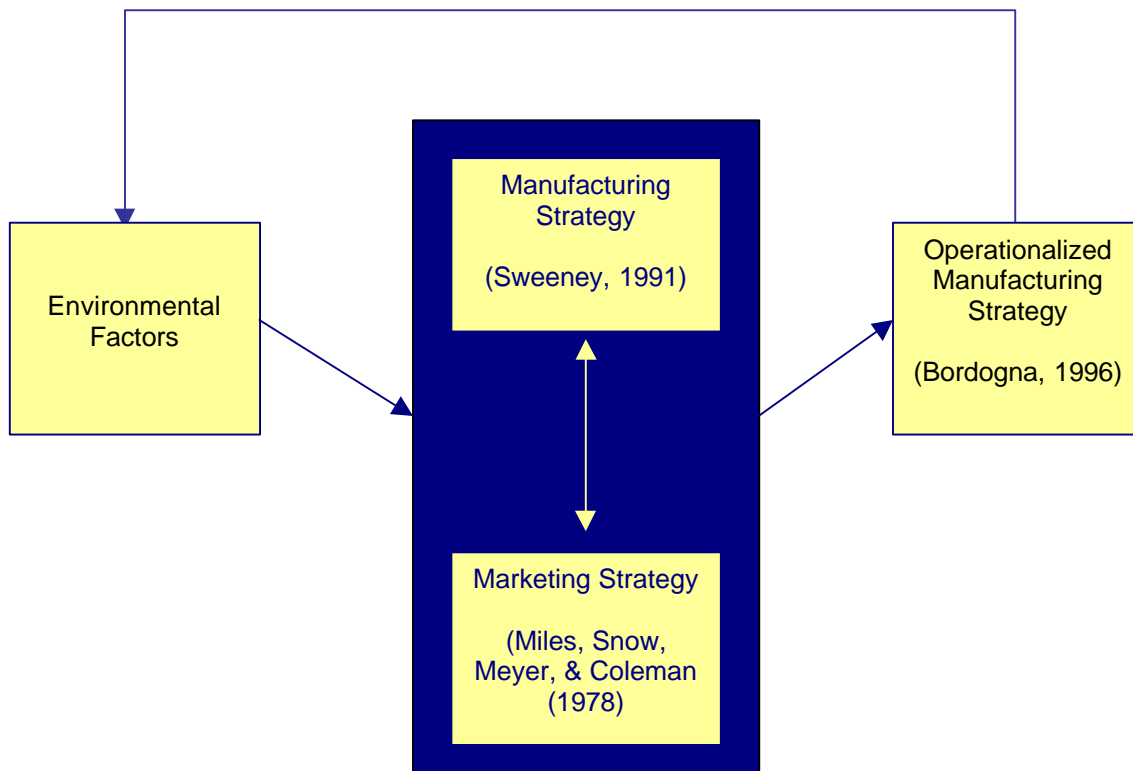 Environmental
Factors
Manufacturing
Strategy
(Sweeney, 1991)
Marketing Strategy
(Miles, Snow,
Meyer, & Coleman
(1978)
Operationalized
Manufacturing
Strategy
(Bordogna, 1996)